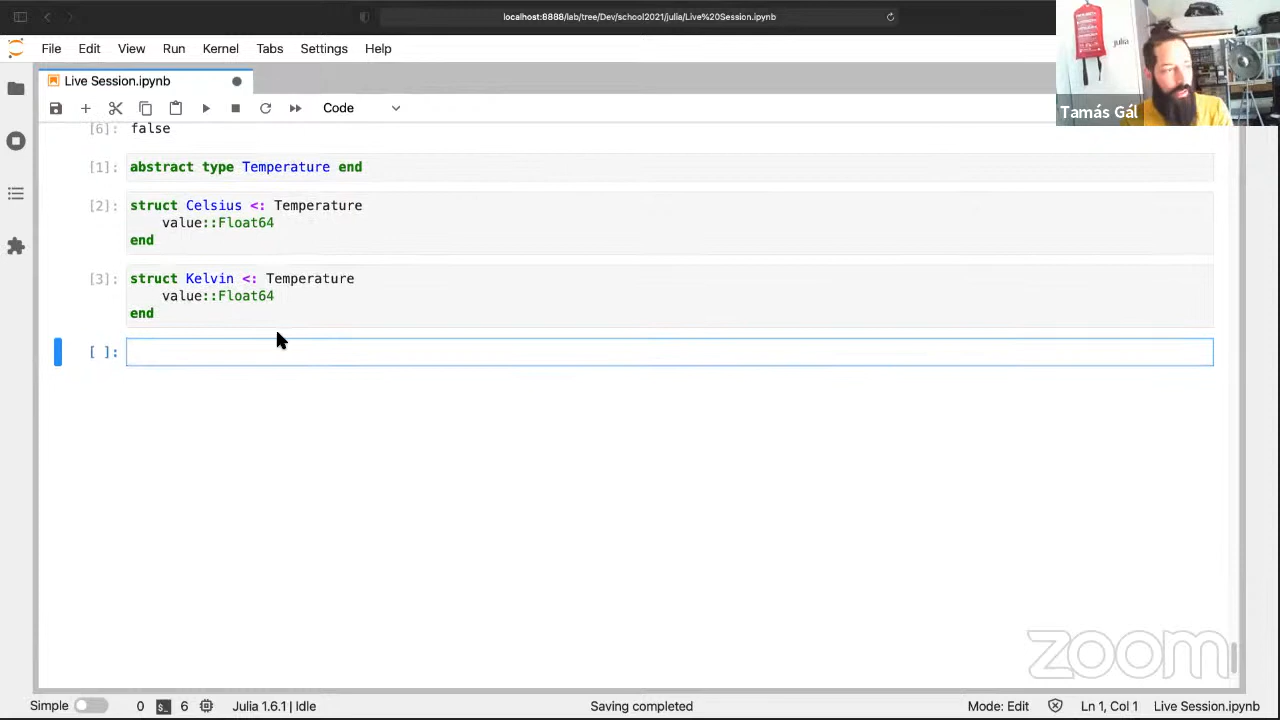 localhost:8888/lab/tree/Dev/school2021/julia/Live%20Session.ipynb
File Edit View Run Kernel Tabs Settings Help
julia
Tamás Gál
Live Session.ipynb
Code
[6]: false
[1]: abstract type Temperature end
[2]: struct Celsius <: Temperature
value::Float64
end
[3]: struct Kelvin <: Temperature
value::Float64
end
[ ]:
zoom
Simple 0 $_ 6 Julia 1.6.1 | Idle Saving completed Mode: Edit Ln 1, Col 1 Live Session.ipynb